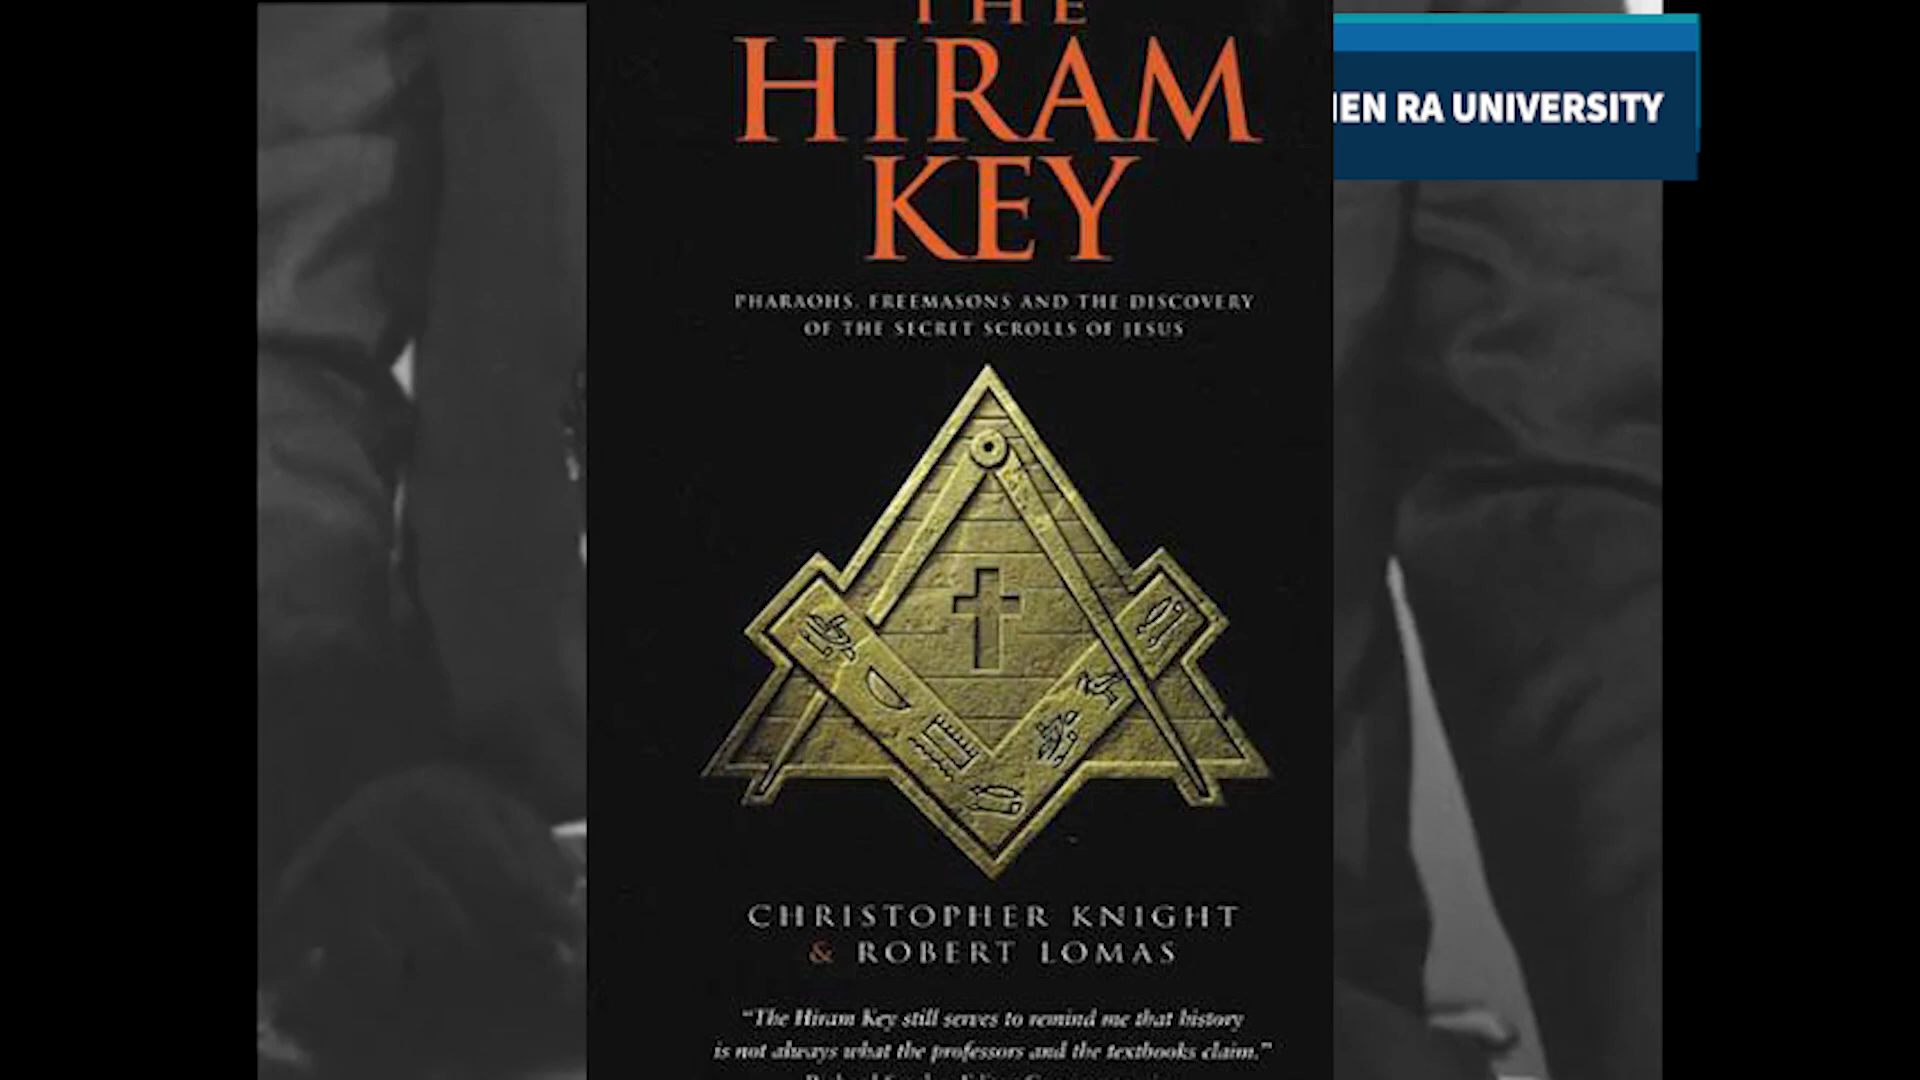 THE
HIRAM
KEY
PHARAOHS, FREEMASONS AND THE DISCOVERY
OF THE SECRET SCROLLS OF JESUS
CHRISTOPHER KNIGHT
& ROBERT LOMAS
"The Hiram Key still serves to remind me that history
is not always what the professors and the textbooks claim."
RA UNIVERSITY